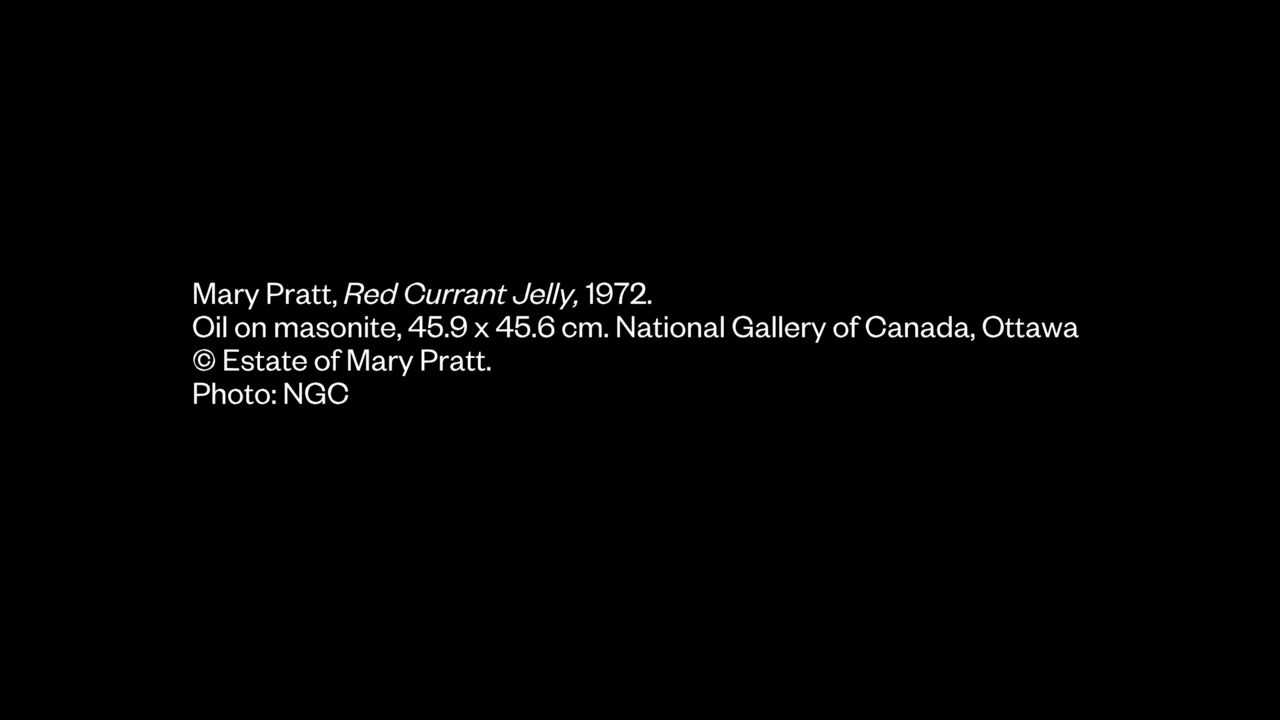 Mary Pratt, Red Currant Jelly, 1972.
Oil on masonite, 45.9 x 45.6 cm. National Gallery of Canada, Ottawa
© Estate of Mary Pratt.
Photo: NGC